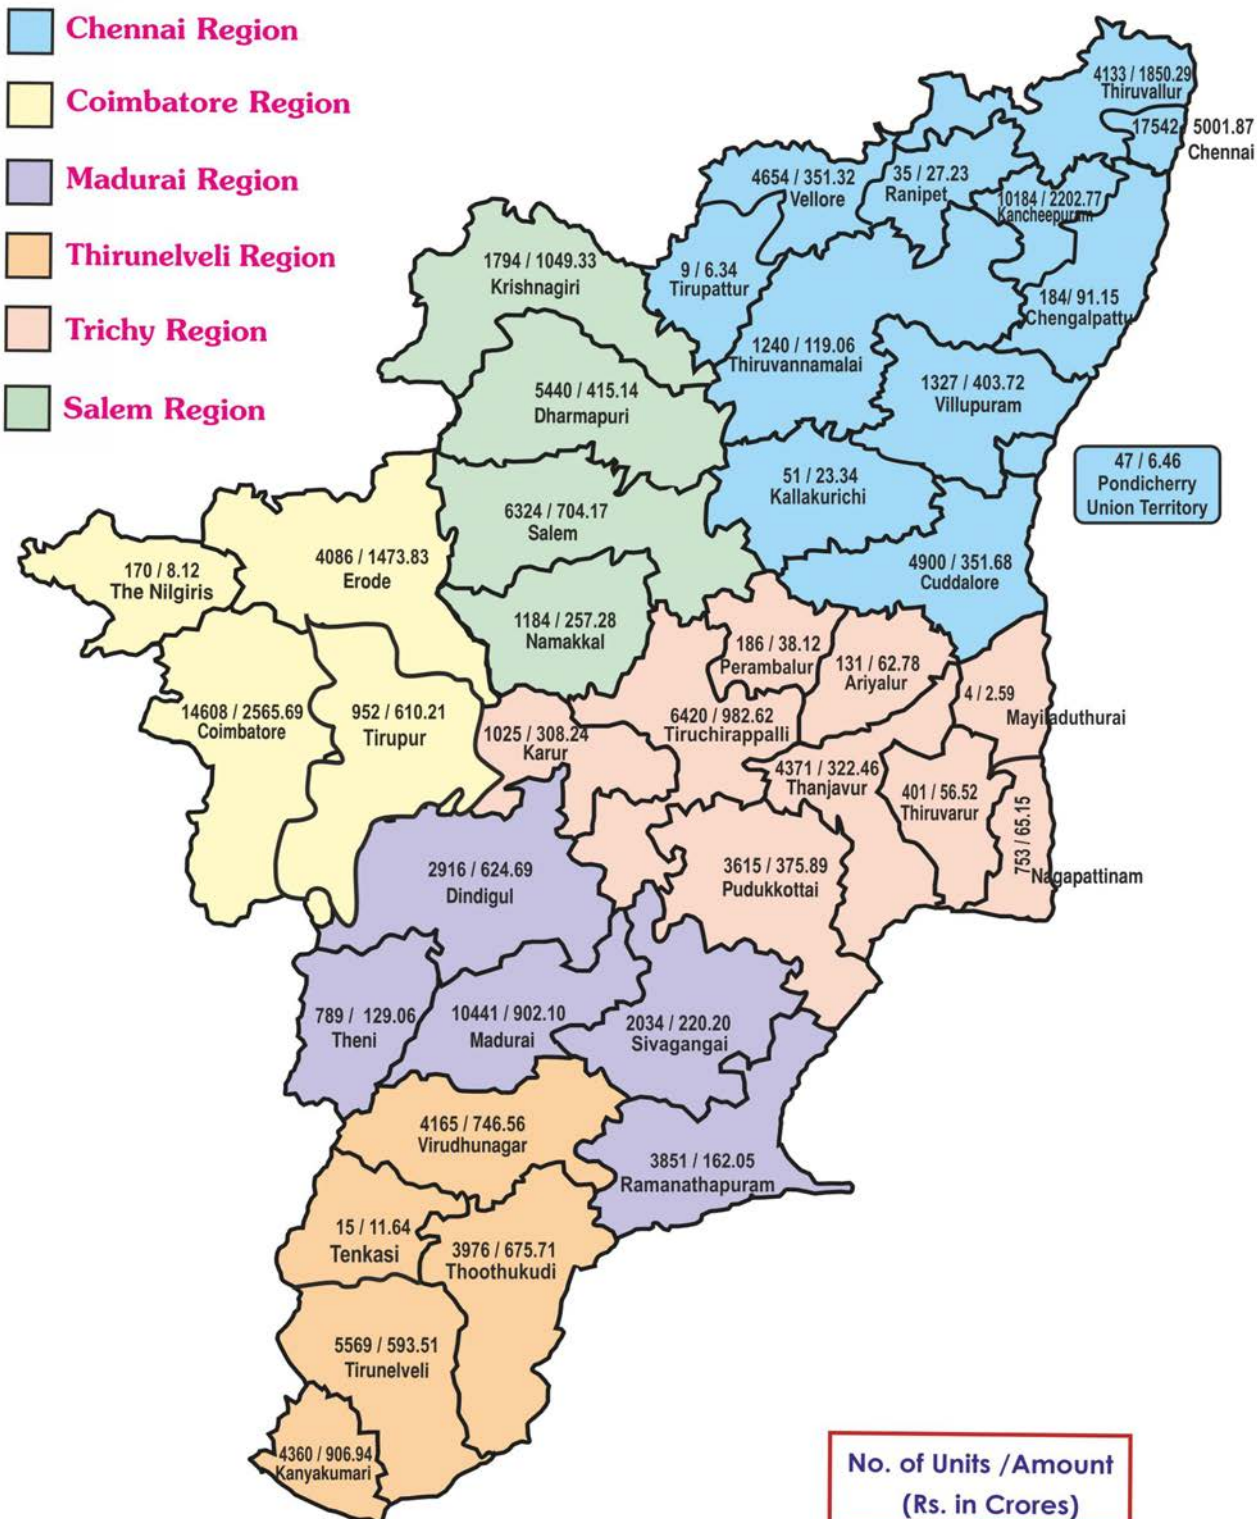 Chennai Region
Coimbatore Region
Madurai Region
Thirunelveli Region
Trichy Region
Salem Region
4133 / 1850.29
Thiruvallur
17542 / 5001.87
Chennai
4654 / 351.32
Vellore
35 / 27.23
Ranipet
10184 / 2202.77
Kancheepuram
9 / 6.34
Tirupattur
184/ 91.15
Chengalpattu
1240 / 119.06
Thiruvannamalai
1327 / 403.72
Villupuram
51 / 23.34
Kallakurichi
47 / 6.46
Pondicherry
Union Territory
4900 / 351.68
Cuddalore
1794 / 1049.33
Krishnagiri
5440 / 415.14
Dharmapuri
6324 / 704.17
Salem
1184 / 257.28
Namakkal
170 / 8.12
The Nilgiris
4086 / 1473.83
Erode
14608 / 2565.69
Coimbatore
952 / 610.21
Tirupur
186 / 38.12
Perambalur
131 / 62.78
Ariyalur
4 / 2.59
Mayiladuthurai
1025 / 308.24
Karur
6420 / 982.62
Tiruchirappalli
4371 / 322.46
Thanjavur
401 / 56.52
Thiruvarur
753 / 65.15
Nagapattinam
3615 / 375.89
Pudukkottai
2916 / 624.69
Dindigul
789 / 129.06
Theni
10441 / 902.10
Madurai
2034 / 220.20
Sivagangai
3851 / 162.05
Ramanathapuram
4165 / 746.56
Virudhunagar
15 / 11.64
Tenkasi
3976 / 675.71
Thoothukudi
5569 / 593.51
Tirunelveli
4360 / 906.94
Kanyakumari
No. of Units /Amount
(Rs. in Crores)